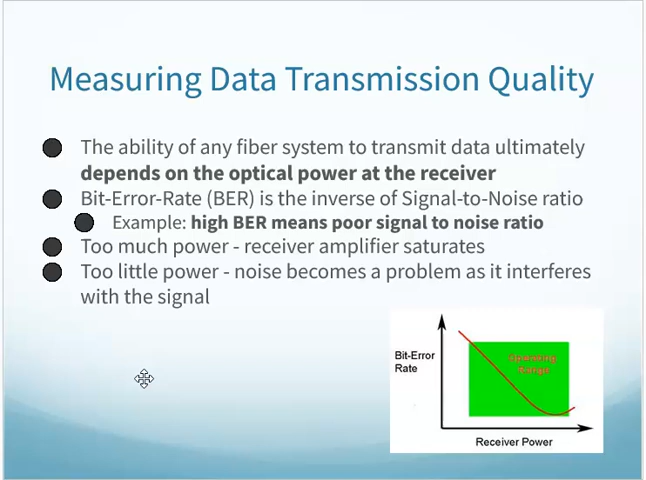 Measuring Data Transmission Quality
The ability of any fiber system to transmit data ultimately
depends on the optical power at the receiver
Bit-Error-Rate (BER) is the inverse of Signal-to-Noise ratio
Example: high BER means poor signal to noise ratio
Too much power - receiver amplifier saturates
Too little power - noise becomes a problem as it interferes
with the signal
Bit-Error
Rate
Operating
Range
Receiver Power